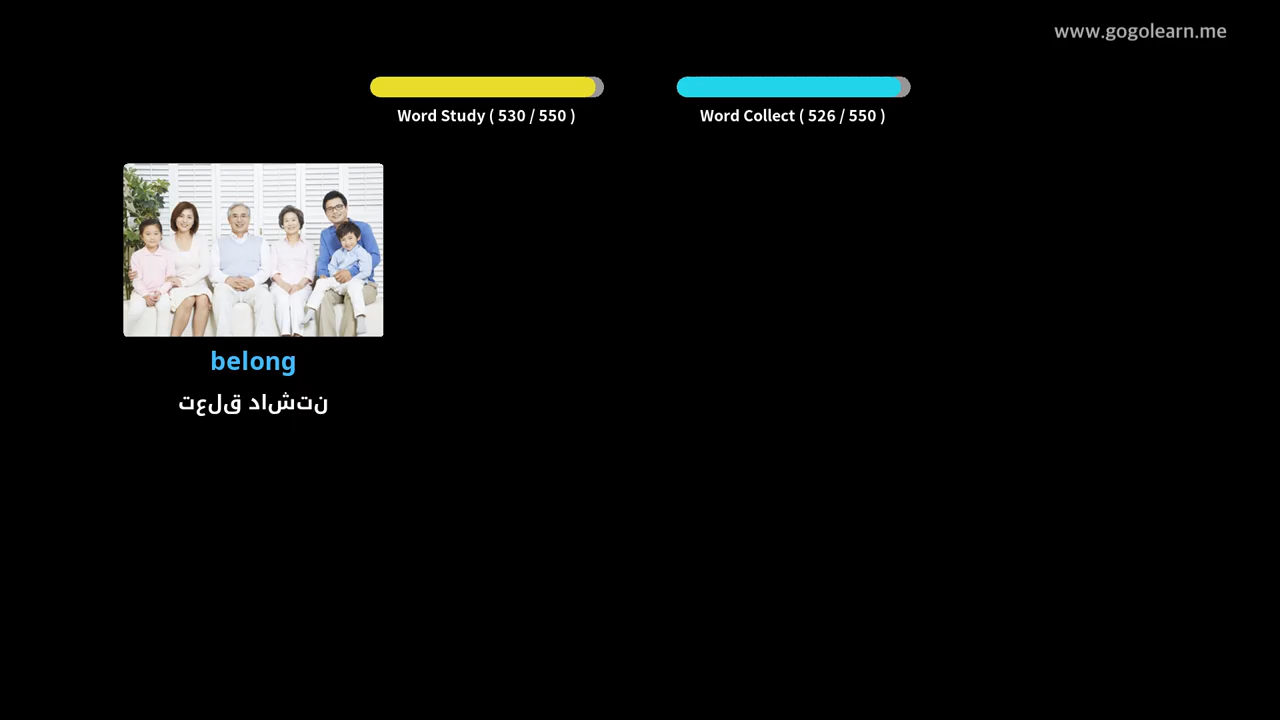 www.gogolearn.me
Word Study ( 530 / 550 )
Word Collect ( 526 / 550 )
belong
تعلق داشتن